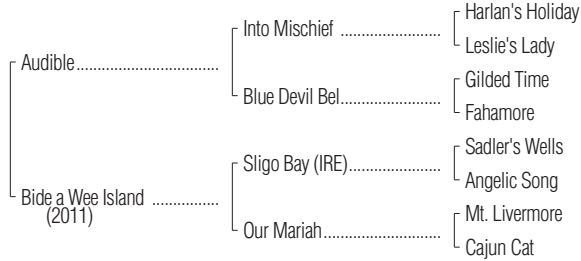 Harlan's Holiday
Into Mischief ........................
Leslie's Lady
Audible..................................
Gilded Time
Blue Devil Bel........................
Fahamore
Sadler's Wells
Sligo Bay (IRE)......................
Angelic Song
Bide a Wee Island ................
(2011)
Mt. Livermore
Our Mariah............................
Cajun Cat